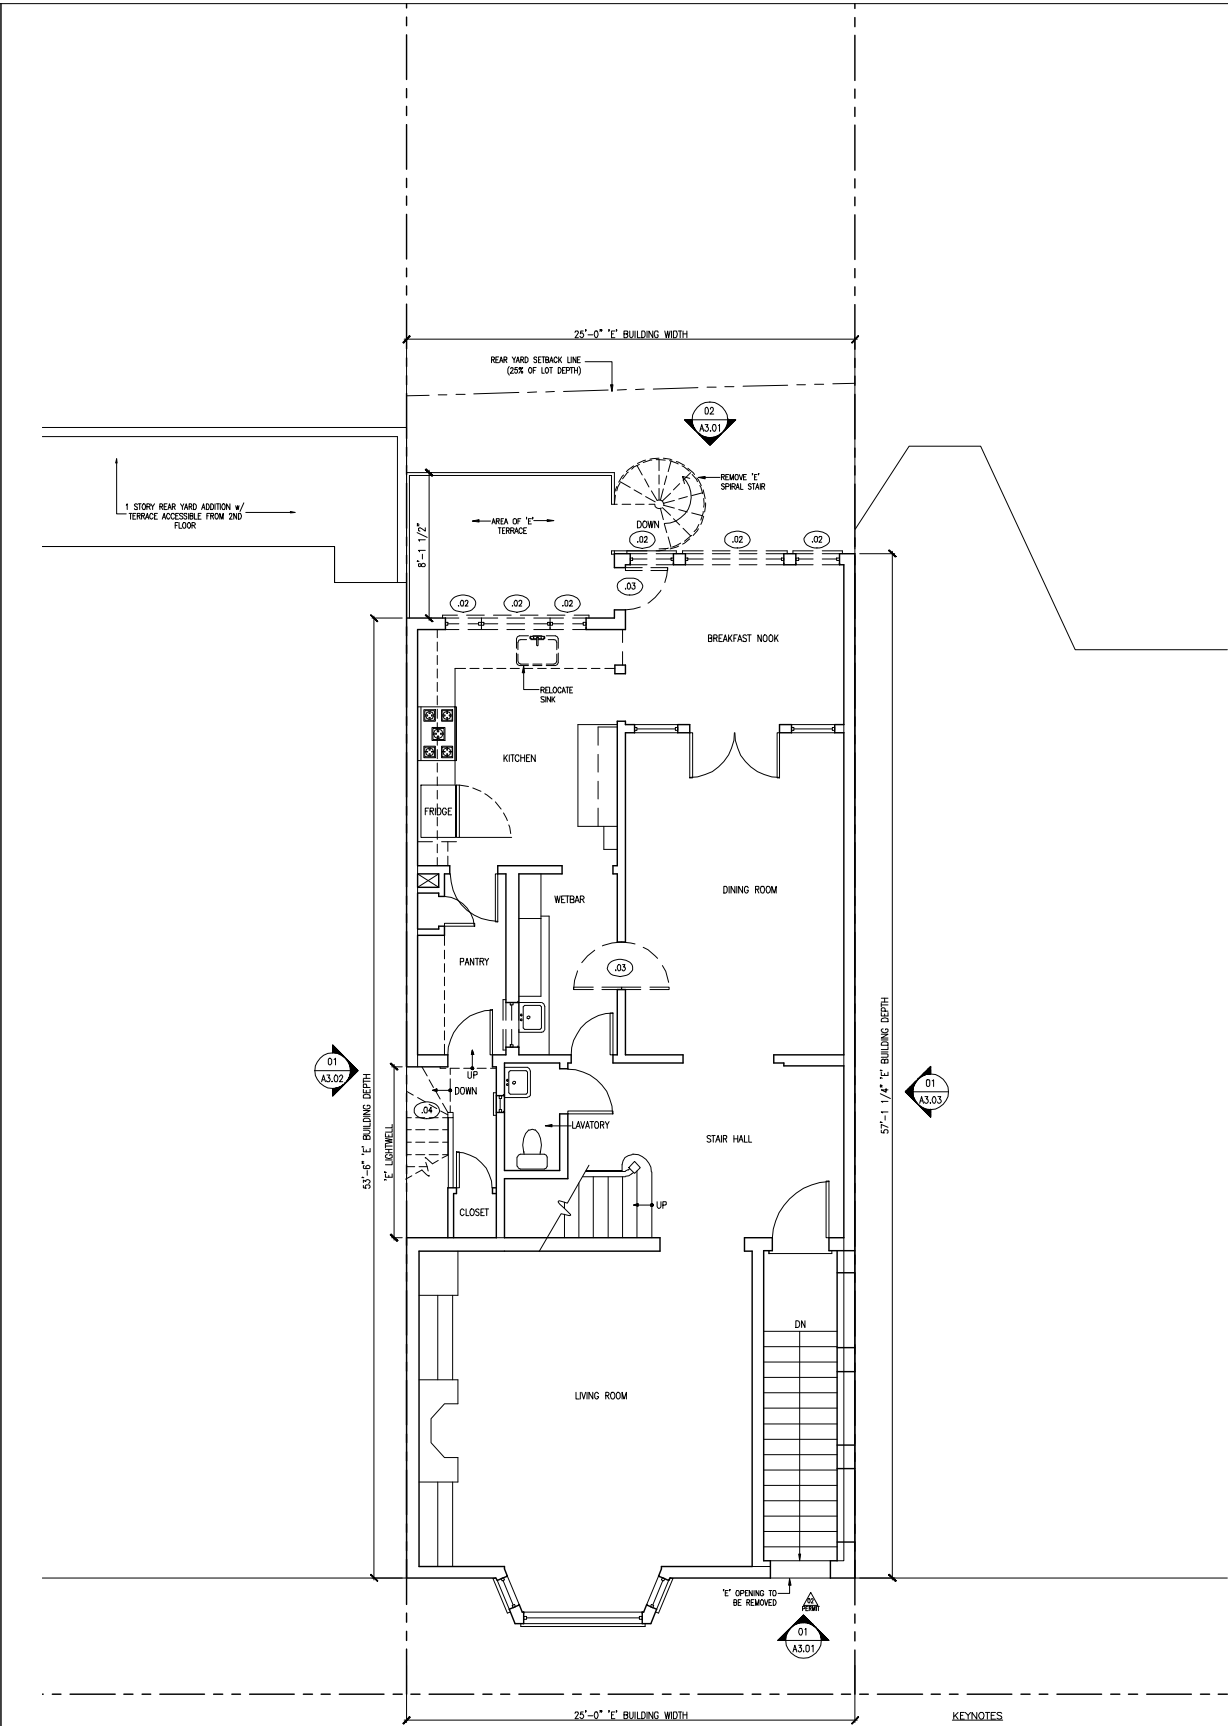 25'-0" 'E' BUILDING WIDTH
REAR YARD SETBACK LINE
(25% OF LOT DEPTH)
02
A3.01
REMOVE 'E'
SPIRAL STAIR
1 STORY REAR YARD ADDITION w/
TERRACE ACCESSIBLE FROM 2ND
FLOOR
AREA OF 'E'
TERRACE
8'-1 1/2"
DOWN
.02
.02
.02
.03
.02
.02
.02
BREAKFAST NOOK
RELOCATE
SINK
KITCHEN
FRIDGE
DINING ROOM
WETBAR
PANTRY
.03
01
A3.02
53'-6" 'E' BUILDING DEPTH
'E' LIGHTWELL
UP
DOWN
.04
LAVATORY
STAIR HALL
57'-1 1/4" 'E' BUILDING DEPTH
01
A3.03
CLOSET
UP
DN
LIVING ROOM
'E' OPENING TO
BE REMOVED
02
PERMIT
01
A3.01
25'-0" 'E' BUILDING WIDTH
KEYNOTES